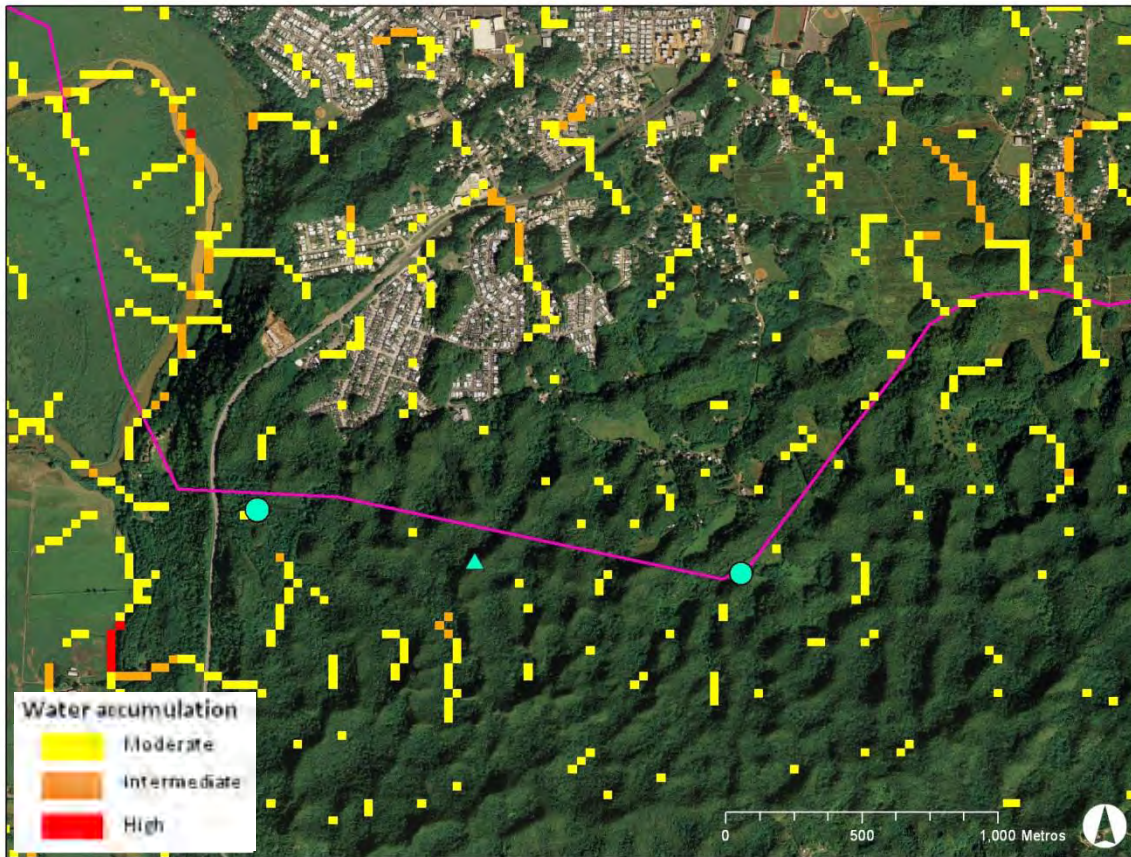 Water accumulation
Moderate
Intermediate
High
0 500 1,000 Metros